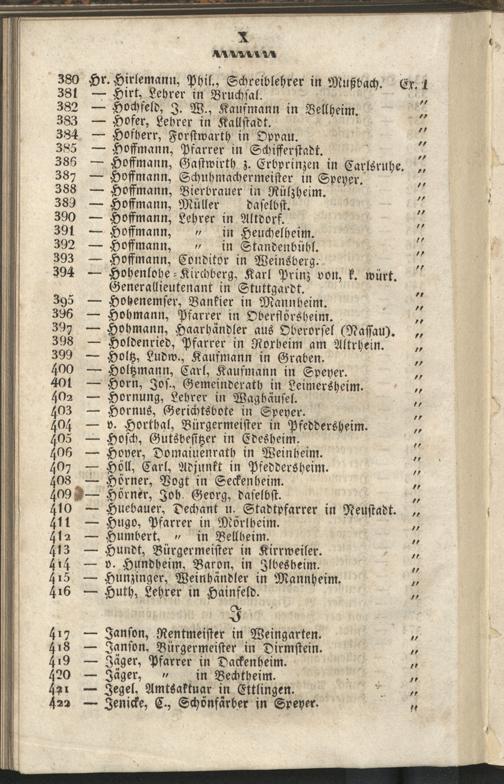 X
380 Hr. Hirlemann, Phil., Schreiblehrer in Mußbach. Ex. 1
381 — Hirt, Lehrer in Bruchsal. „
382 — Hochfeld, J. W., Kaufmann in Bellheim. „
383 — Hofer, Lehrer in Kallstadt. „
384 — Hofherr, Forstwarth in Oppau. „
385 — Hoffmann, Pfarrer in Schifferstadt. „
386 — Hoffmann, Gastwirth z. Erbprinzen in Carlsruhe. „
387 — Hoffmann, Schuhmachermeister in Speyer. „
388 — Hoffmann, Bierbrauer in Rülzheim. „
389 — Hoffmann, Müller daselbst. „
390 — Hoffmann, Lehrer in Altdorf. „
391 — Hoffmann, „ in Heuchelheim. „
392 — Hoffmann, „ in Standenbühl. „
393 — Hoffmann, Conditor in Weinsberg. „
394 — Hohenlohe-Kirchberg, Karl Prinz von, k. würt.
Generallieutenant in Stuttgardt. „
395 — Hohenemser, Bankier in Mannheim. „
396 — Hohmann, Pfarrer in Oberflörsheim. „
397 — Hohmann, Haarhändler aus Oberorsel (Nassau). „
398 — Holdenried, Pfarrer in Roxheim am Altrhein. „
399 — Holtz, Ludw., Kaufmann in Graben. „
400 — Holtzmann, Carl, Kaufmann in Speyer. „
401 — Horn, Jos., Gemeinderath in Leimersheim. „
402 — Hornung, Lehrer in Waghäusel. „
403 — Hornus, Gerichtsbote in Speyer. „
404 — v. Horthal, Bürgermeister in Pfeddersheim. „
405 — Hosch, Gutsbesitzer in Edesheim. „
406 — Hoyer, Domainenrath in Weinheim. „
407 — Höll, Carl, Adjunkt in Pfeddersheim. „
408 — Hörner, Vogt in Seckenheim. „
409 — Hörner, Joh. Georg, daselbst. „
410 — Huebauer, Dechant u. Stadtpfarrer in Neustadt. „
411 — Hugo, Pfarrer in Mörlheim. „
412 — Humbert, „ in Bellheim. „
413 — Hundt, Bürgermeister in Kirrweiler. „
414 — v. Hundheim, Baron, in Ilbesheim. „
415 — Hunzinger, Weinhändler in Mannheim. „
416 — Huth, Lehrer in Hainfeld. „
J
417 — Janson, Rentmeister in Weingarten. „
418 — Janson, Bürgermeister in Dirmstein. „
419 — Jäger, Pfarrer in Dackenheim. „
420 — Jäger, „ in Bechtheim. „
421 — Jegel, Amtsaktuar in Ettlingen. „
422 — Jenicke, C., Schönfärber in Speyer. „